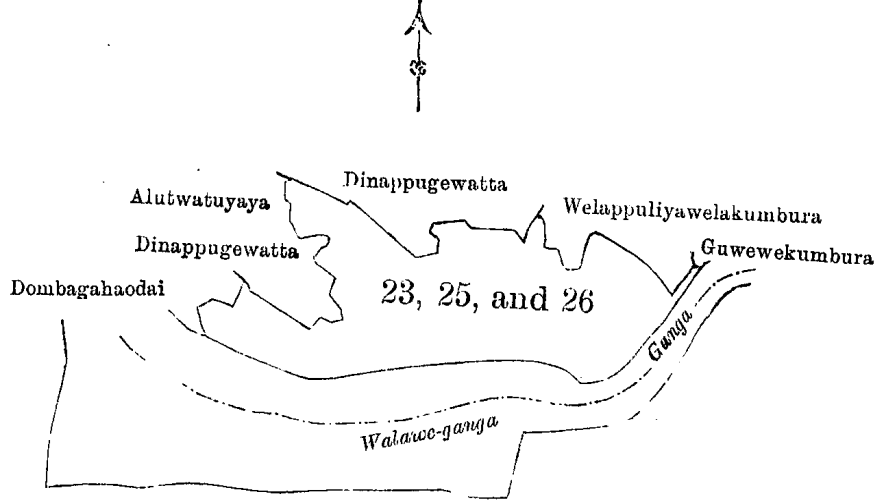 Dinappugewatta
Alutwatuyaya
Welappuliyawelakumbura
Dinappugewatta
Guwewekumbura
Dombagahaodai
23, 25, and 26
Ganga
Walawe-ganga